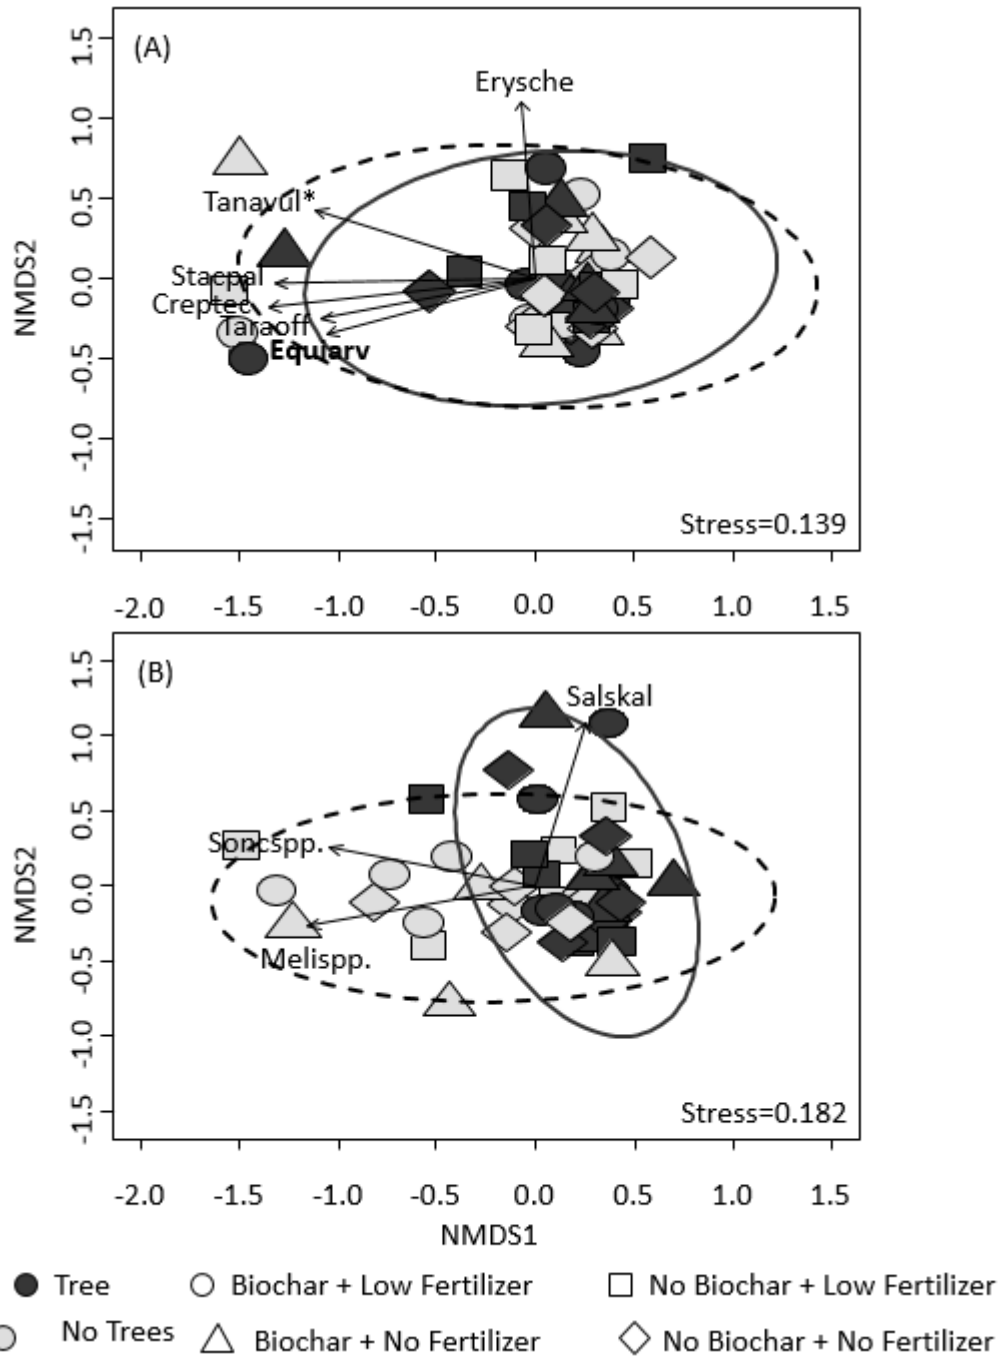 (A)
Erysche
Tanavul*
Stacpal
Creptec
Taraoff
Equiarv
Stress=0.139
NMDS2
1.5
1.0
0.5
0.0
-0.5
-1.0
-1.5
-2.0 -1.5 -1.0 -0.5 0.0 0.5 1.0 1.5
(B)
Salskal
Soncspp.
Melispp.
Stress=0.182
NMDS2
1.5
1.0
0.5
0.0
-0.5
-1.0
-1.5
-2.0 -1.5 -1.0 -0.5 0.0 0.5 1.0 1.5
NMDS1
Tree Biochar + Low Fertilizer No Biochar + Low Fertilizer
No Trees Biochar + No Fertilizer No Biochar + No Fertilizer